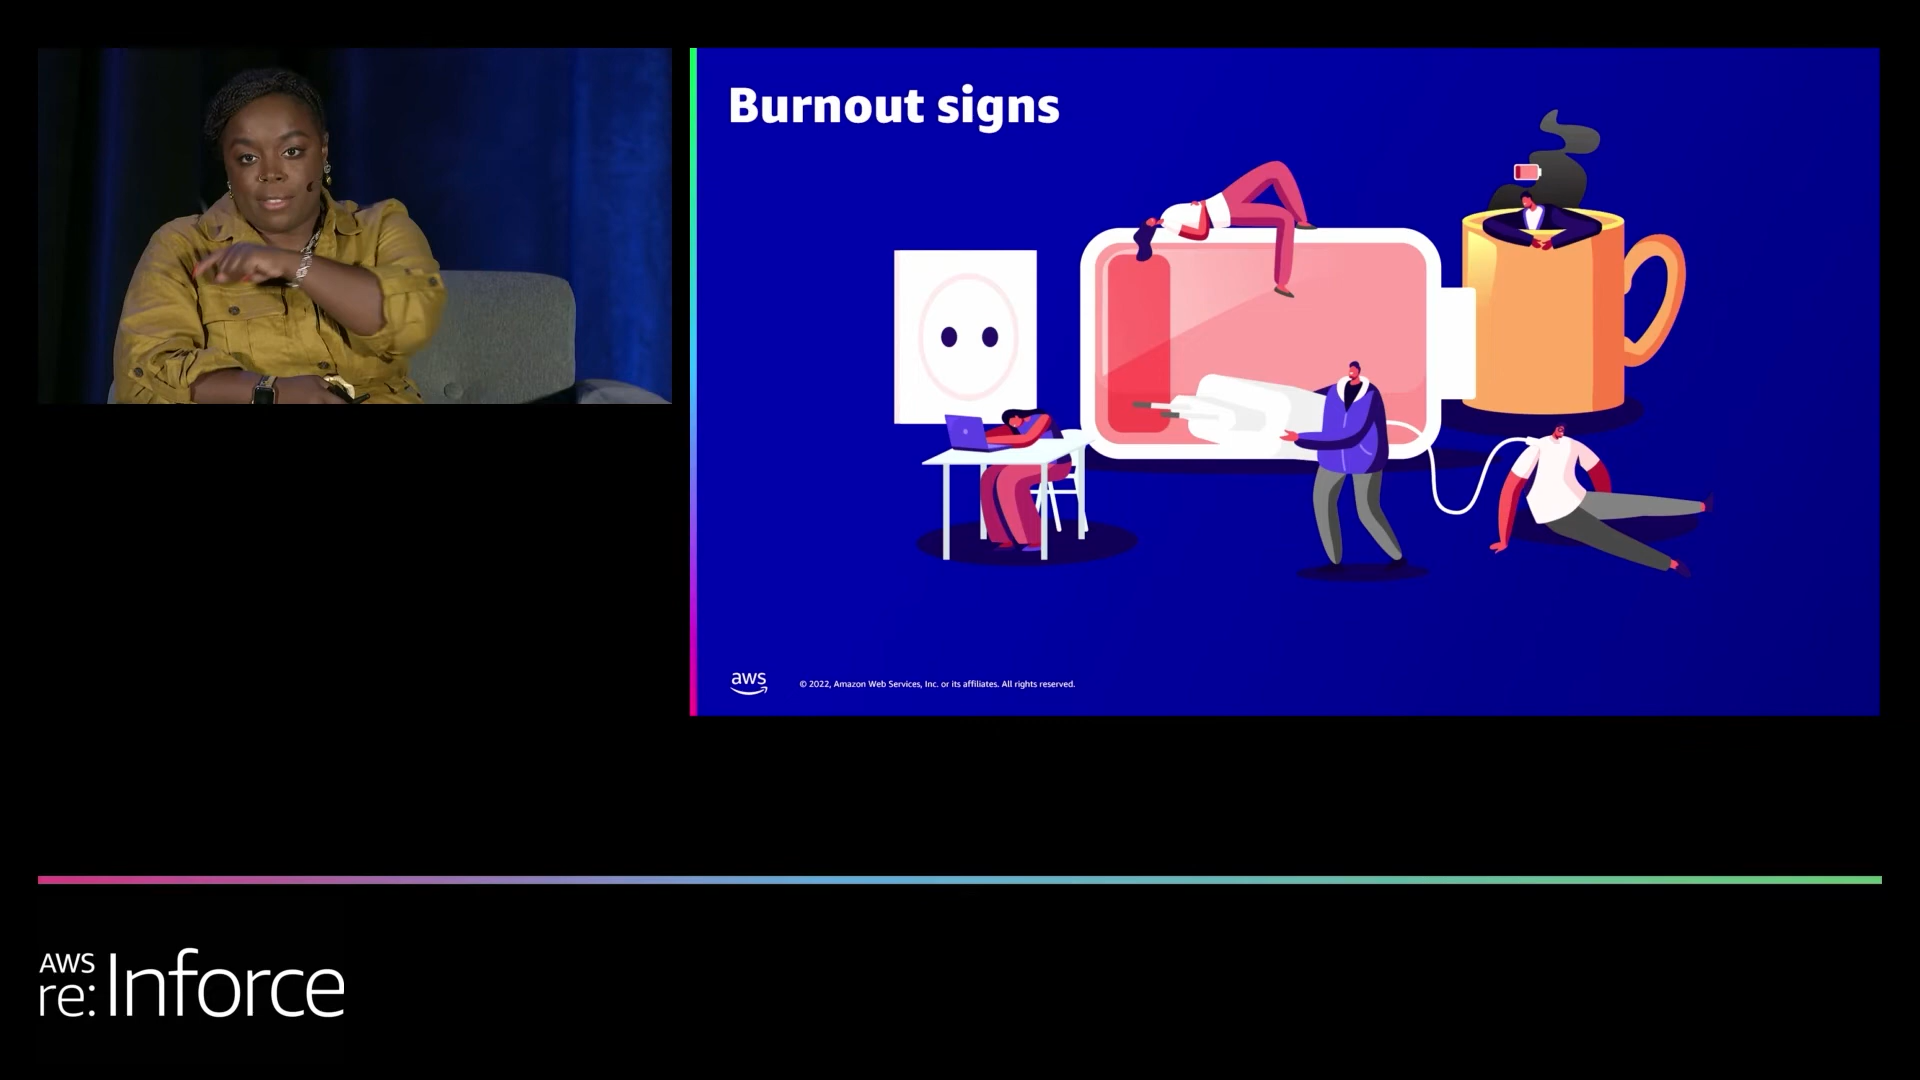 Burnout signs
aws
© 2022, Amazon Web Services, Inc. or its affiliates. All rights reserved.
AWS
re:Inforce